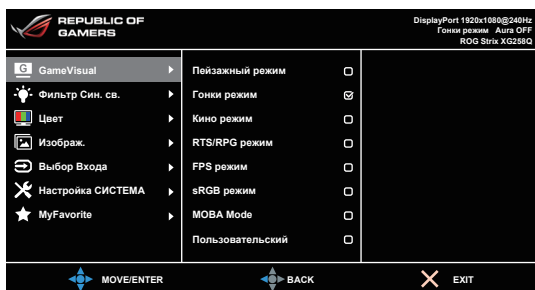 REPUBLIC OF
GAMERS
DisplayPort 1920x1080@240Hz
Гонки режим Aura OFF
ROG Strix XG258Q
G GameVisual
Фильтр Син. св.
Цвет
Изображ.
Выбор Входа
Настройка СИСТЕМА
MyFavorite
Пейзажный режим
Гонки режим
Кино режим
RTS/RPG режим
FPS режим
sRGB режим
MOBA Mode
Пользовательский
MOVE/ENTER
BACK
EXIT